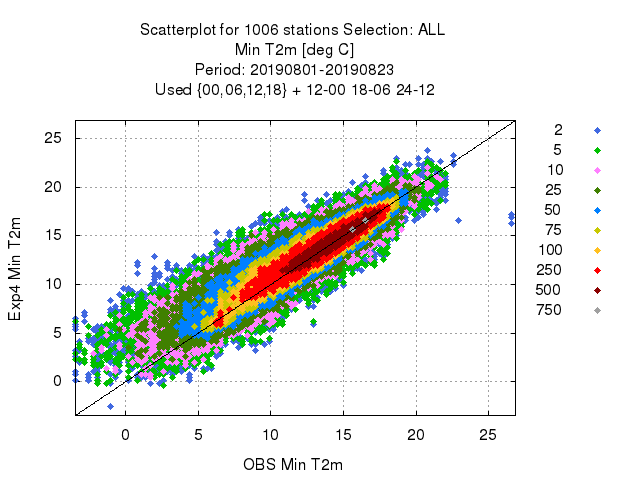 Scatterplot for 1006 stations Selection: ALL
Min T2m [deg C]
Period: 20190801-20190823
Used {00,06,12,18} + 12-00 18-06 24-12
25
20
15
10
5
0
Exp4 Min T2m
0 5 10 15 20 25
OBS Min T2m
2
5
10
25
50
75
100
250
500
750